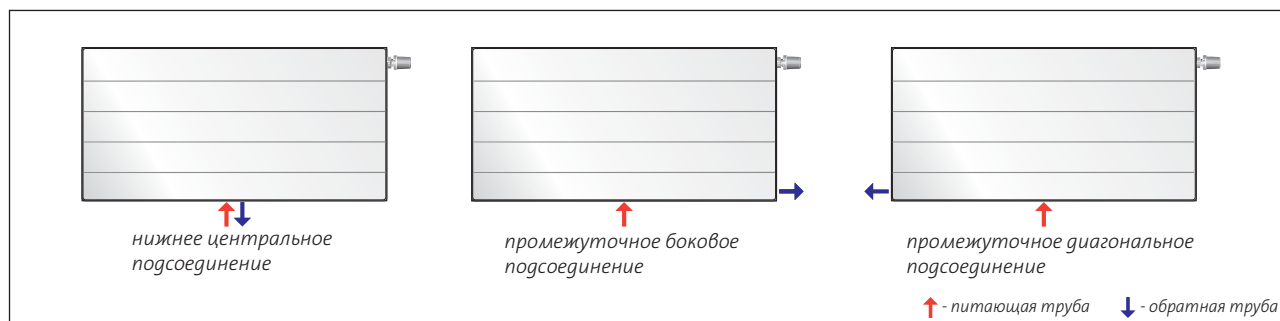 нижнее центральное
подсоединение
промежуточное боковое
подсоединение
промежуточное диагональное
подсоединение
- питающая труба
- обратная труба